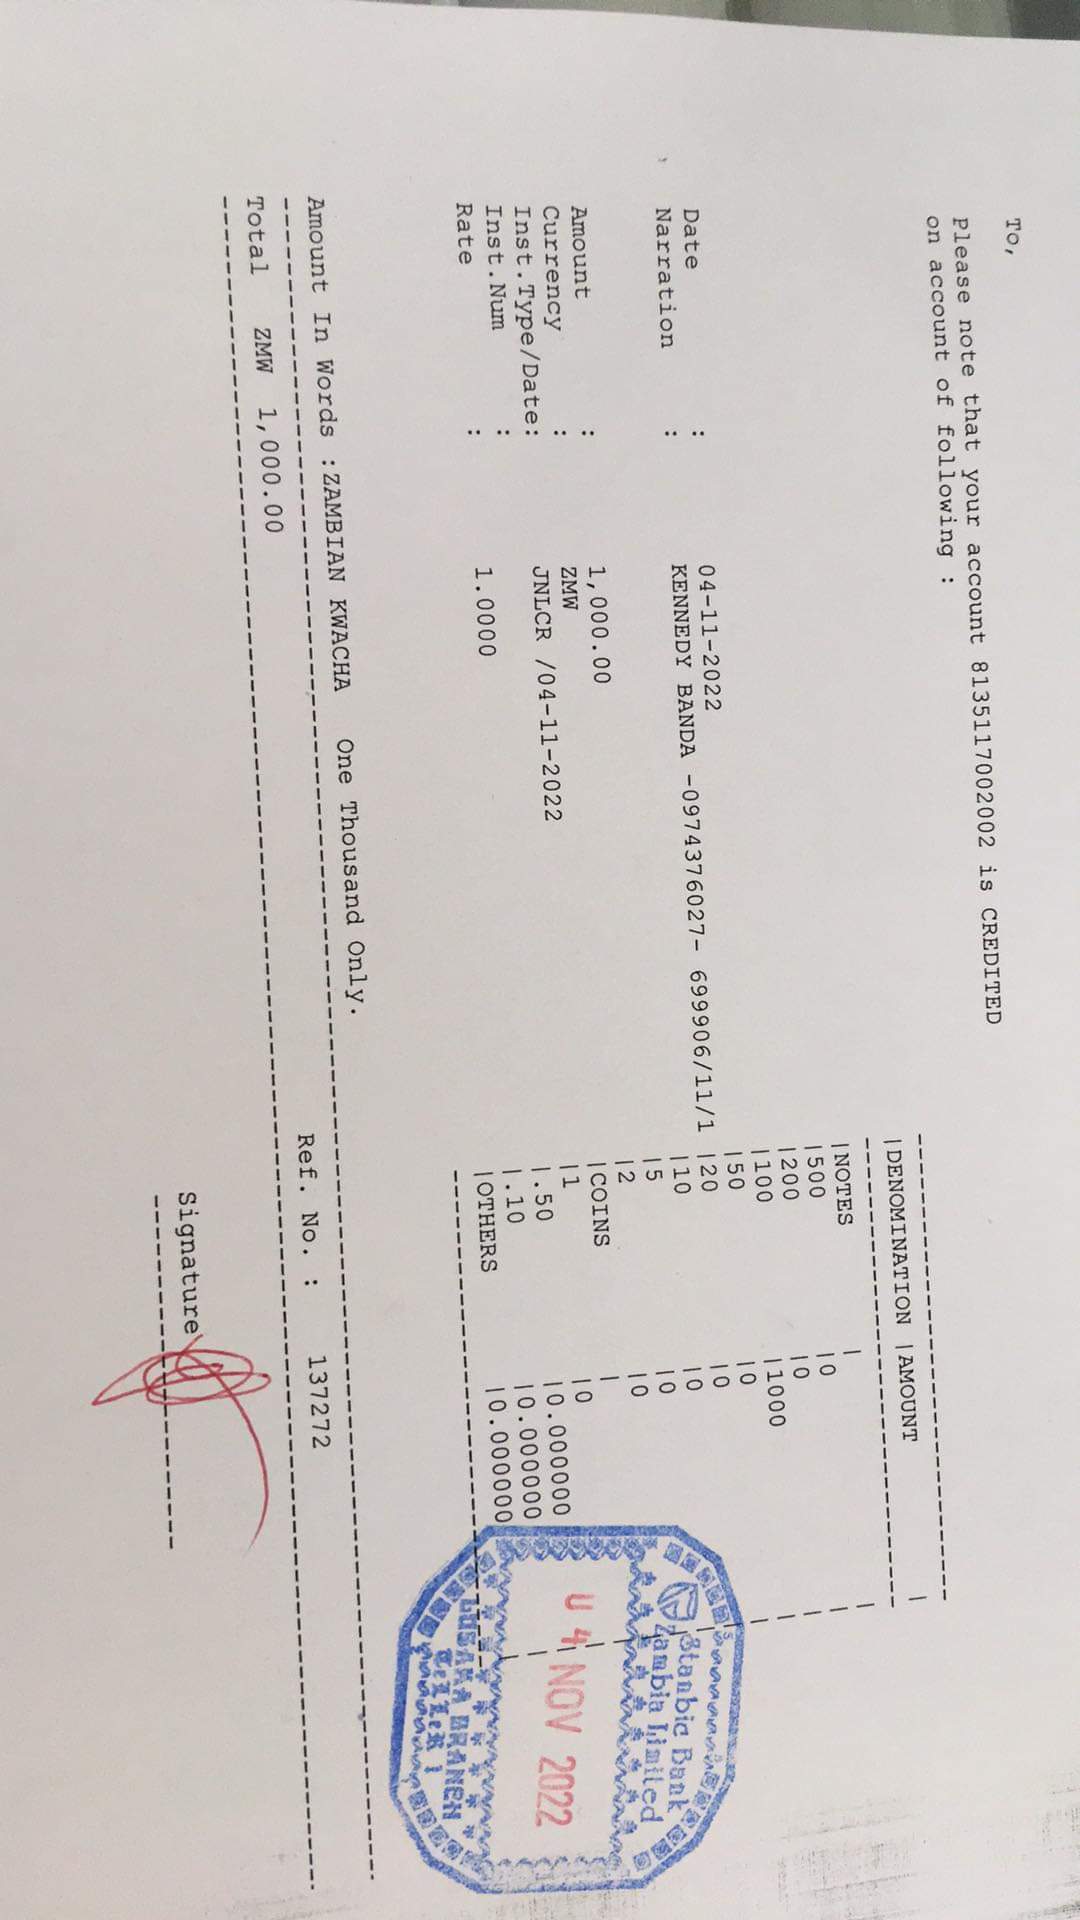 To,
Please note that your account 8135117002002 is CREDITED
on account of following :
|DENOMINATION |AMOUNT |
|NOTES |
|500 |0
|200 |0
|100 |1000
|50 |0
|20 |0
|10 |0
|5 |0
|2 |0
|COINS |
|1 |0
|.50 |0.000000
|.10 |0.000000
|OTHERS |0.000000
Date : 04-11-2022
Narration : KENNEDY BANDA -0974376027- 699906/11/1
Amount : 1,000.00
Currency : ZMW
Inst.Type/Date: JNLCR /04-11-2022
Inst.Num :
Rate : 1.0000
Amount In Words :ZAMBIAN KWACHA One Thousand Only.
Total ZMW 1,000.00 Ref. No. : 137272
Signature
Stanbic Bank
Zambia Limited
04 NOV 2022
LUSAKA BRANCH
TELLER 1